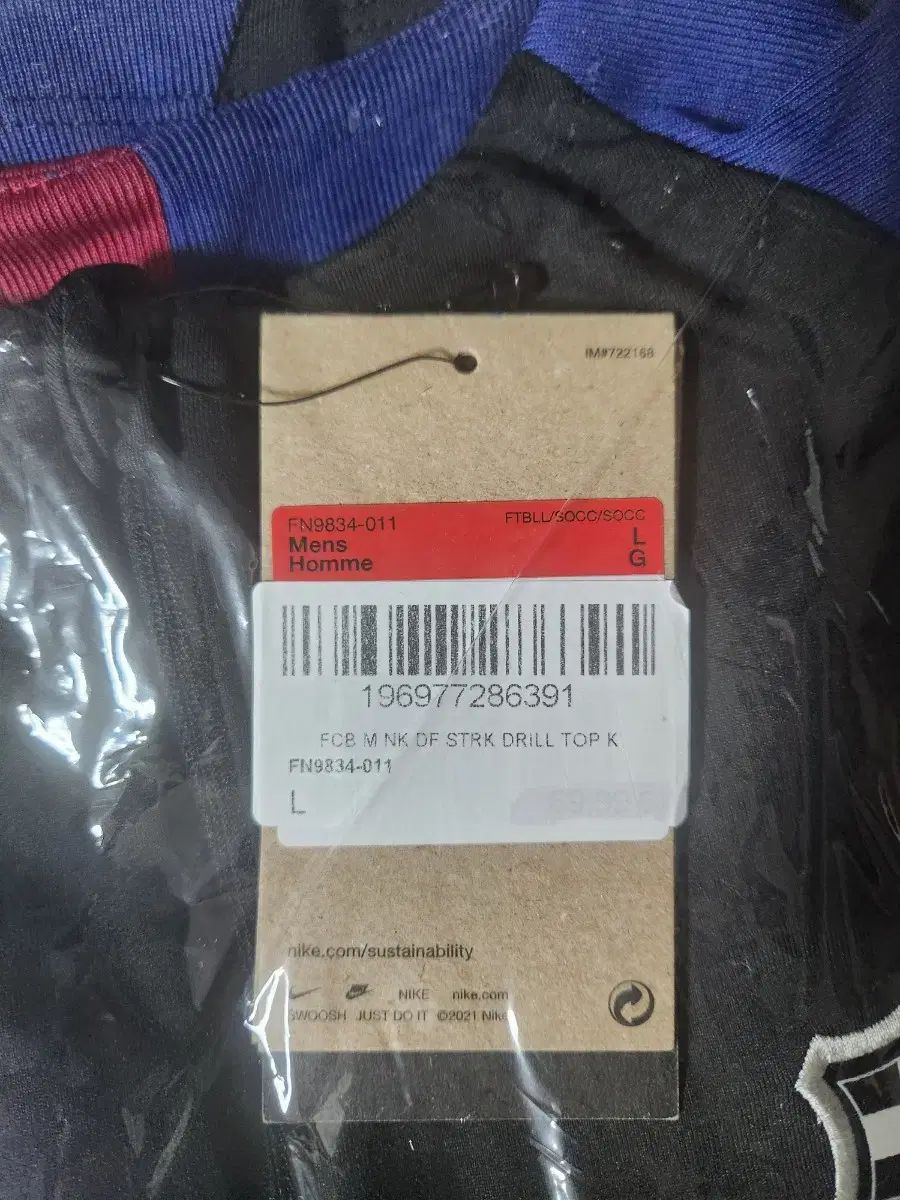 IM#722168
FN9834-011
FTBLL/SOCC/SOCC
Mens
L
Homme
G
196977286391
FCB M NK DF STRK DRILL TOP K
FN9834-011
L
nike.com/sustainability
NIKE nike.com
SWOOSH JUST DO IT ©2021 Nike